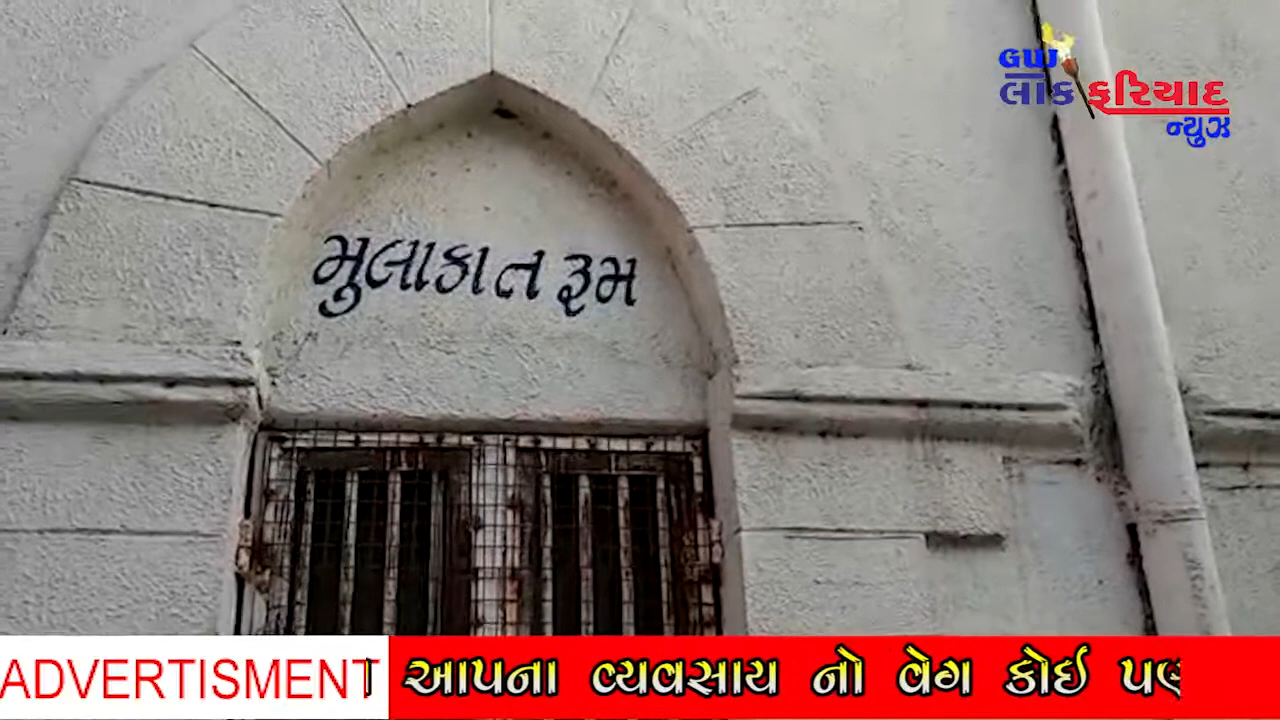 લોક ફરિયાદ
ન્યુઝ
મુલાકાત રૂમ
ADVERTISMENT આપના વ્યવસાય નો વેગ કોઈ